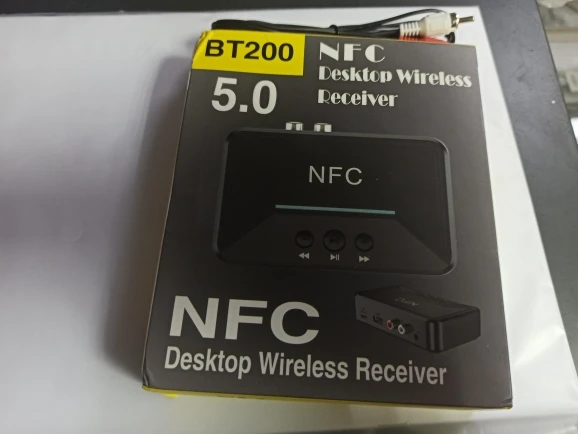 BT200
NFC
Desktop Wireless
Receiver
5.0
NFC
NFC
Desktop Wireless Receiver